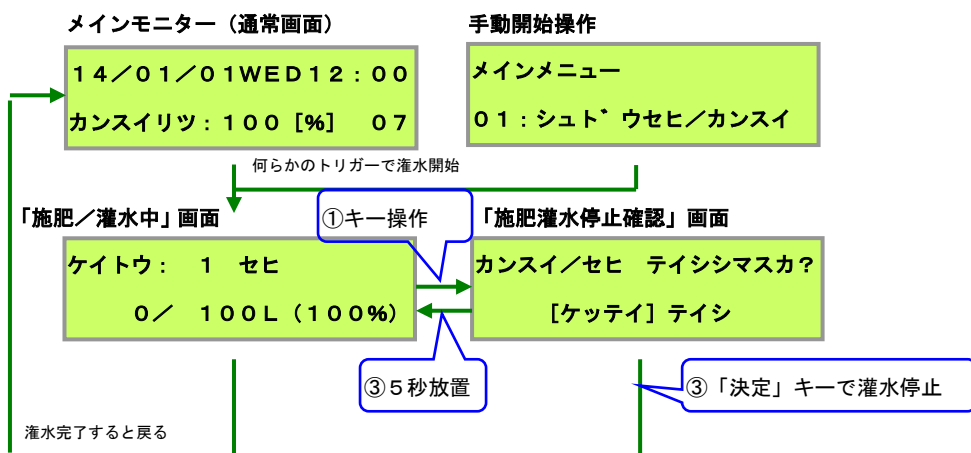 メインモニター（通常画面）
手動開始操作
１４／０１／０１ＷＥＤ１２：００
カンスイリツ：１００［％］　０７
メインメニュー
０１：シュト゛ウセヒ／カンスイ
何らかのトリガーで潅水開始
「施肥／灌水中」画面
①キー操作
「施肥灌水停止確認」画面
ケイトウ：　１　セヒ
０／　１００Ｌ（１００％）
カンスイ／セヒ　テイシシマスカ？
［ケッテイ］テイシ
③５秒放置
③「決定」キーで灌水停止
潅水完了すると戻る